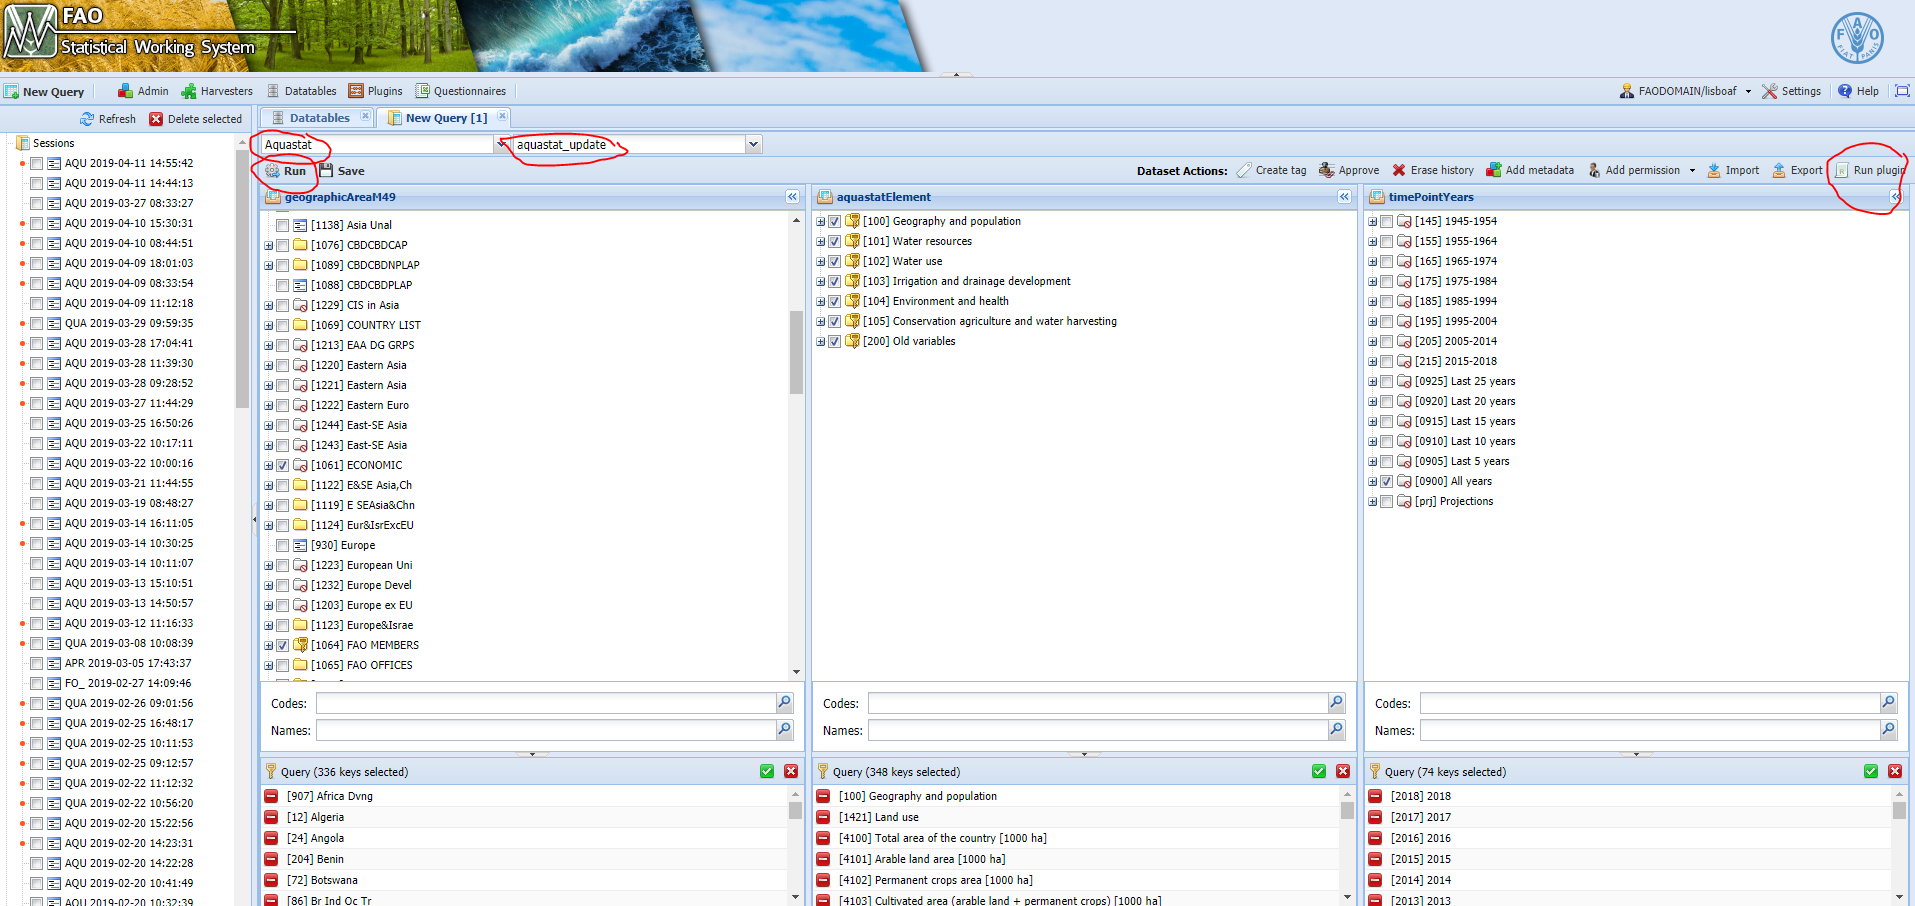 FAO
Statistical Working System
New Query Admin Harvesters Datatables Plugins Questionnaires FAODOMAIN/lisboaf Settings Help
Refresh Delete selected
Datatables New Query [1]
Sessions
AQU 2019-04-11 14:55:42
AQU 2019-04-11 14:44:13
AQU 2019-03-27 08:33:27
AQU 2019-04-10 15:30:31
AQU 2019-04-10 08:44:51
AQU 2019-04-09 18:01:03
AQU 2019-04-09 08:33:54
AQU 2019-04-09 11:12:18
QUA 2019-03-29 09:59:35
AQU 2019-03-28 17:04:41
AQU 2019-03-28 11:39:30
AQU 2019-03-28 09:28:52
AQU 2019-03-27 11:44:29
AQU 2019-03-25 16:50:26
AQU 2019-03-22 10:17:11
AQU 2019-03-22 10:00:16
AQU 2019-03-21 11:44:55
AQU 2019-03-19 08:48:27
AQU 2019-03-14 16:11:05
AQU 2019-03-14 10:30:25
AQU 2019-03-14 10:11:07
AQU 2019-03-13 15:10:51
AQU 2019-03-13 14:50:57
AQU 2019-03-12 11:16:33
QUA 2019-03-08 10:08:39
APR 2019-03-05 17:43:37
FO_ 2019-02-27 14:09:46
QUA 2019-02-26 09:01:56
QUA 2019-02-25 16:48:17
QUA 2019-02-25 10:11:53
QUA 2019-02-25 09:12:57
QUA 2019-02-22 11:12:32
QUA 2019-02-22 10:56:20
AQU 2019-02-20 15:22:56
AQU 2019-02-20 14:23:31
AQU 2019-02-20 14:22:28
AQU 2019-02-20 10:41:49
AQU 2019-02-20 10:32:39
Aquastat aquastat_update
Run Save Dataset Actions: Create tag Approve Erase history Add metadata Add permission Import Export Run plugin
geographicAreaM49
[1138] Asia Unal
[1076] CBDCBDCAP
[1089] CBDCBDNPLAP
[1088] CBDCBDPLAP
[1229] CIS in Asia
[1069] COUNTRY LIST
[1213] EAA DG GRPS
[1220] Eastern Asia
[1221] Eastern Asia
[1222] Eastern Euro
[1244] East-SE Asia
[1243] East-SE Asia
[1061] ECONOMIC
[1122] E&SE Asia,Ch
[1119] E SEAsia&Chn
[1124] Eur&IsrExcEU
[930] Europe
[1223] European Uni
[1232] Europe Devel
[1203] Europe ex EU
[1123] Europe&Israe
[1064] FAO MEMBERS
[1065] FAO OFFICES
Codes:
Names:
Query (336 keys selected)
[907] Africa Dvng
[12] Algeria
[24] Angola
[204] Benin
[72] Botswana
[86] Br Ind Oc Tr
aquastatElement
[100] Geography and population
[101] Water resources
[102] Water use
[103] Irrigation and drainage development
[104] Environment and health
[105] Conservation agriculture and water harvesting
[200] Old variables
Codes:
Names:
Query (348 keys selected)
[100] Geography and population
[1421] Land use
[4100] Total area of the country [1000 ha]
[4101] Arable land area [1000 ha]
[4102] Permanent crops area [1000 ha]
[4103] Cultivated area (arable land + permanent crops) [1000 ha]
timePointYears
[145] 1945-1954
[155] 1955-1964
[165] 1965-1974
[175] 1975-1984
[185] 1985-1994
[195] 1995-2004
[205] 2005-2014
[215] 2015-2018
[0925] Last 25 years
[0920] Last 20 years
[0915] Last 15 years
[0910] Last 10 years
[0905] Last 5 years
[0900] All years
[prj] Projections
Codes:
Names:
Query (74 keys selected)
[2018] 2018
[2017] 2017
[2016] 2016
[2015] 2015
[2014] 2014
[2013] 2013